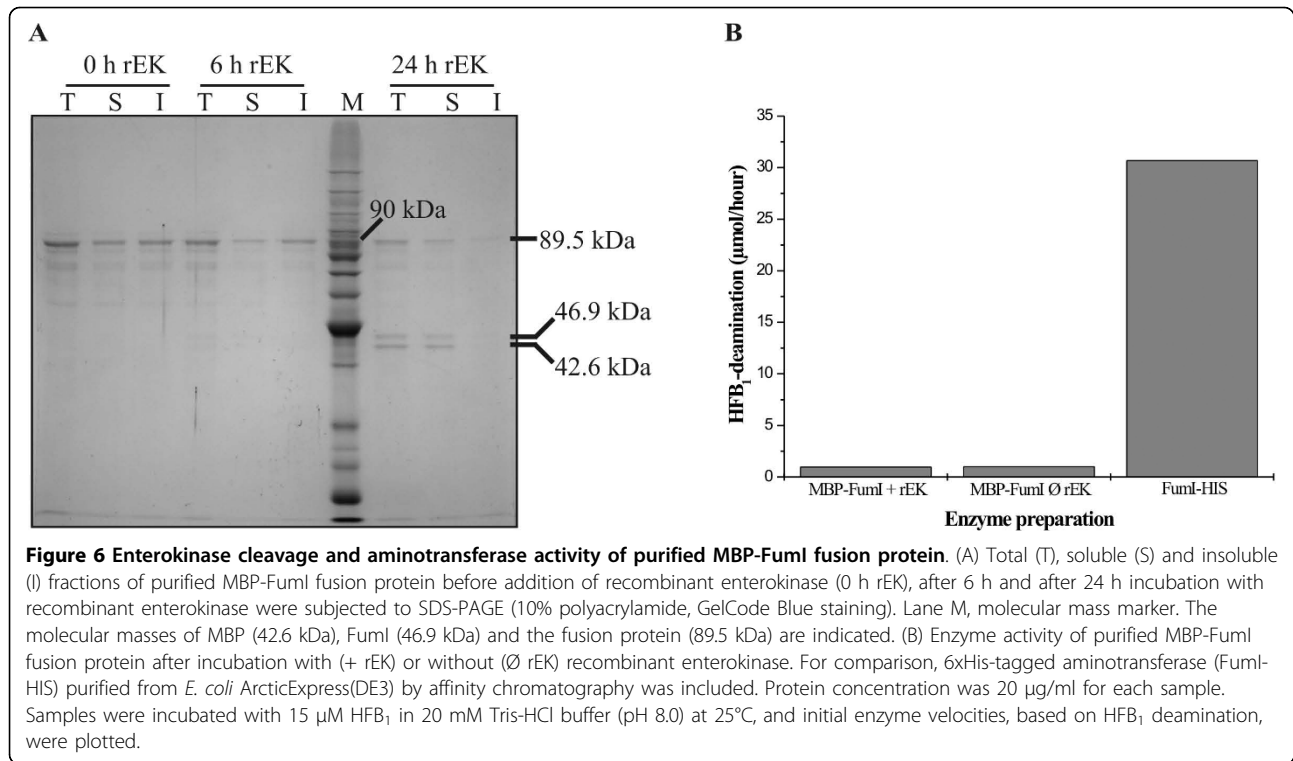 A
0 h rEK 6 h rEK 24 h rEK
T S I T S I M T S I
90 kDa
89.5 kDa
46.9 kDa
42.6 kDa
B
HFB₁-deamination (µmol/hour)
35
30
25
20
15
10
5
0
MBP-FumI + rEK MBP-FumI Ø rEK FumI-HIS
Enzyme preparation
Figure 6 Enterokinase cleavage and aminotransferase activity of purified MBP-FumI fusion protein. (A) Total (T), soluble (S) and insoluble
(I) fractions of purified MBP-FumI fusion protein before addition of recombinant enterokinase (0 h rEK), after 6 h and after 24 h incubation with
recombinant enterokinase were subjected to SDS-PAGE (10% polyacrylamide, GelCode Blue staining). Lane M, molecular mass marker. The
molecular masses of MBP (42.6 kDa), FumI (46.9 kDa) and the fusion protein (89.5 kDa) are indicated. (B) Enzyme activity of purified MBP-FumI
fusion protein after incubation with (+ rEK) or without (Ø rEK) recombinant enterokinase. For comparison, 6xHis-tagged aminotransferase (FumI-
HIS) purified from E. coli ArcticExpress(DE3) by affinity chromatography was included. Protein concentration was 20 µg/ml for each sample.
Samples were incubated with 15 µM HFB₁ in 20 mM Tris-HCl buffer (pH 8.0) at 25°C, and initial enzyme velocities, based on HFB₁ deamination,
were plotted.